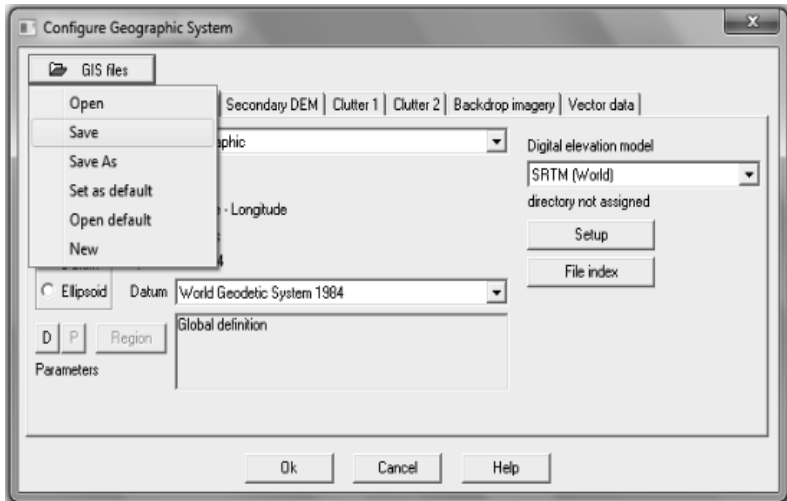 Configure Geographic System
x
GIS files
Open
Save
Save As
Set as default
Open default
New
Secondary DEM Clutter 1 Clutter 2 Backdrop imagery Vector data
Digital elevation model
SRTM (World)
directory not assigned
- Longitude
Setup
File index
Ellipsoid Datum World Geodetic System 1984
Global definition
D P Region
Parameters
Ok Cancel Help